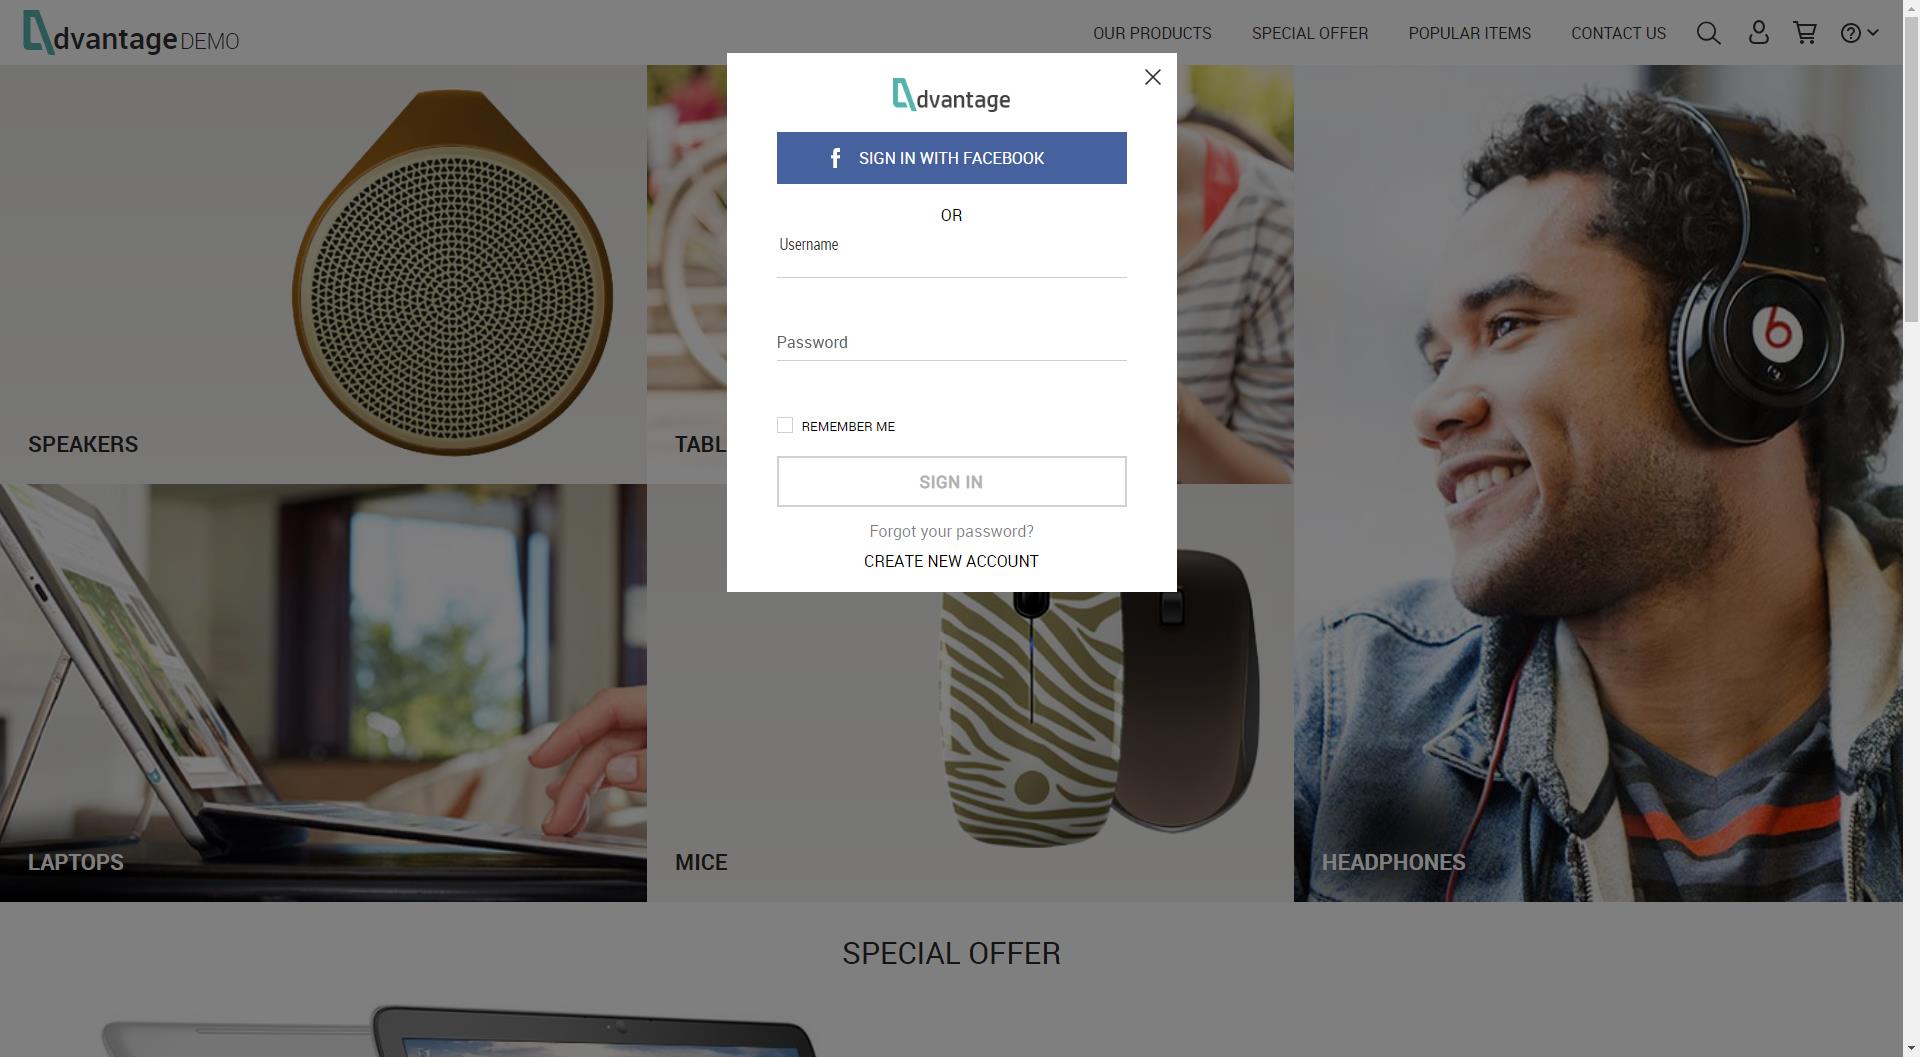 dvantage DEMO
OUR PRODUCTS
SPECIAL OFFER
POPULAR ITEMS
CONTACT US
dvantage
SIGN IN WITH FACEBOOK
OR
Username
Password
REMEMBER ME
SIGN IN
Forgot your password?
CREATE NEW ACCOUNT
SPEAKERS
TABL
LAPTOPS
MICE
HEADPHONES
SPECIAL OFFER